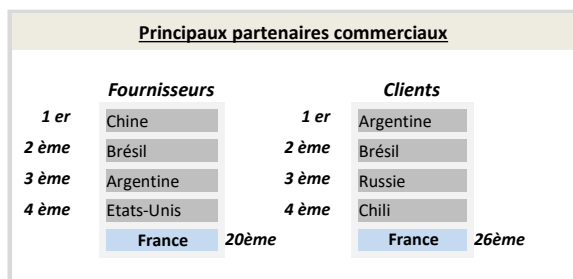 Principaux partenaires commerciaux
Fournisseurs Clients
1 er Chine 1 er Argentine
2 ème Brésil 2 ème Brésil
3 ème Argentine 3 ème Russie
4 ème Etats-Unis 4 ème Chili
France 20ème France 26ème